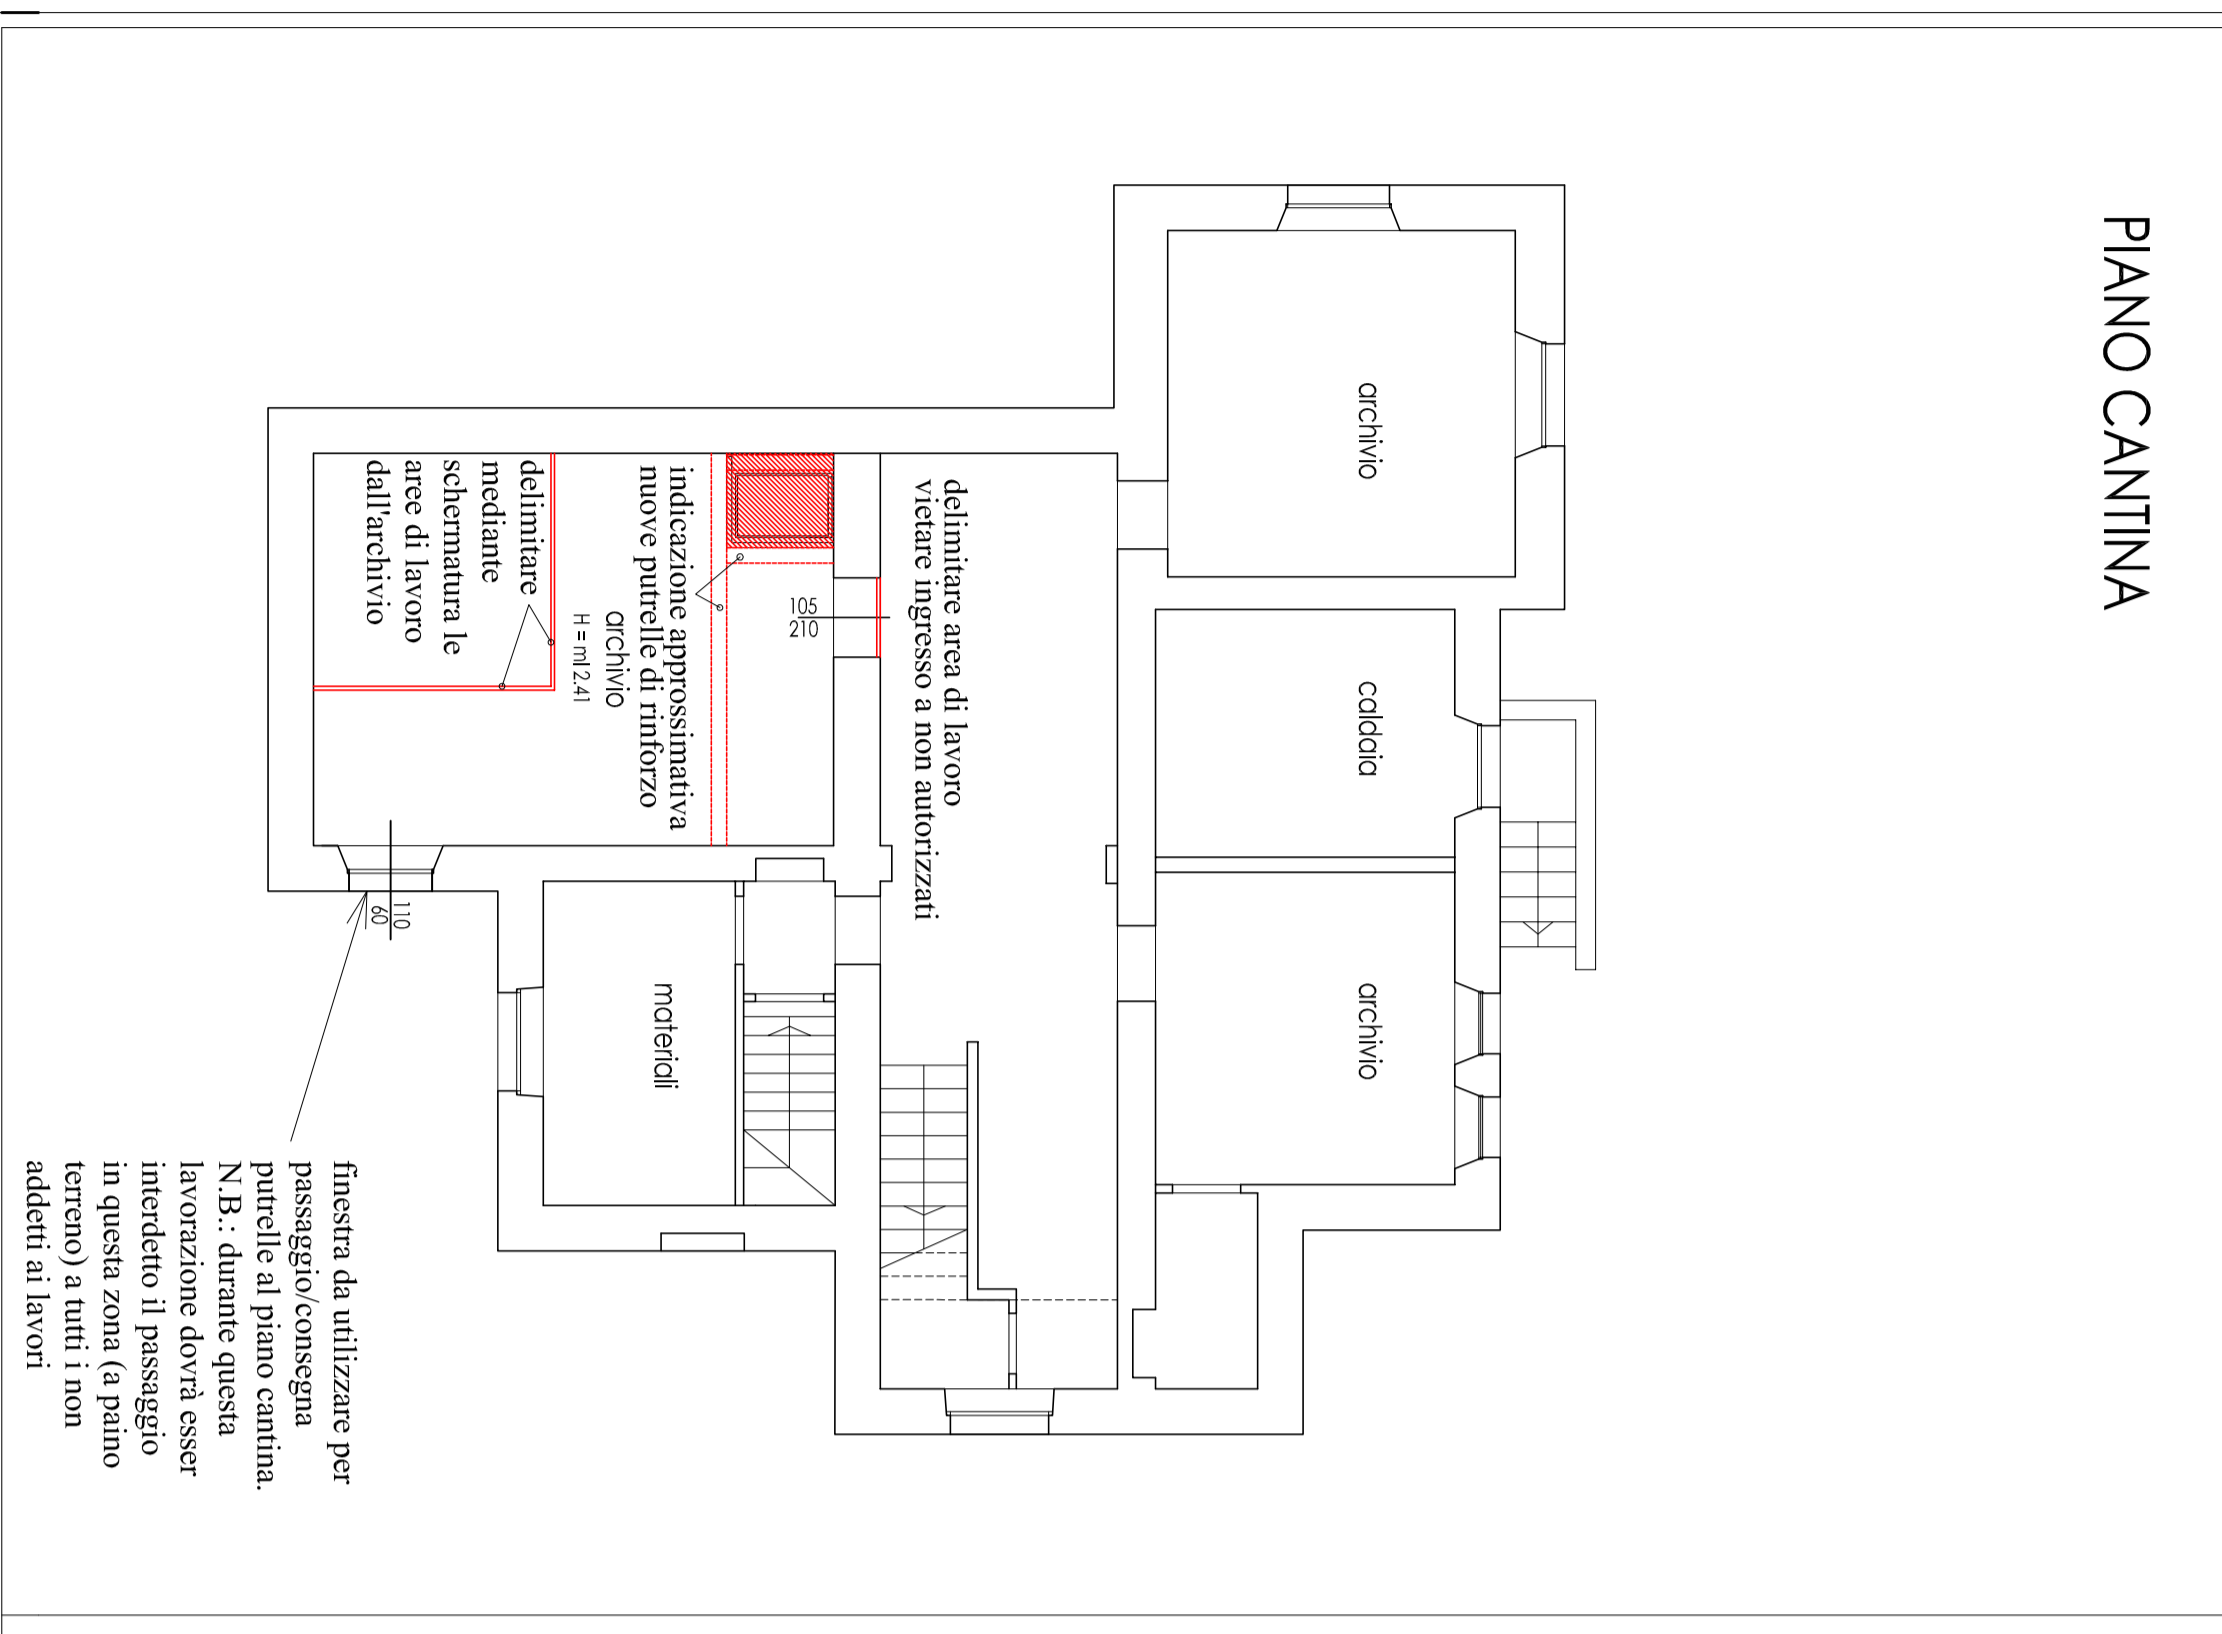 PIANO CANTINA
archivio
caldaia
archivio
delimitare area di lavoro
vietare ingresso a non autorizzati
105
210
indicazione approssimativa
nuove putrelle di rinforzo
archivio
H = ml 2.41
delimitare
mediante
schermatura le
aree di lavoro
dall'archivio
materiali
110
60
finestra da utilizzare per
passaggio/consegna
putrelle al piano cantina.
N.B.: durante questa
lavorazione dovrà esser
interdetto il passaggio
in questa zona (a paino
terreno) a tutti i non
addetti ai lavori